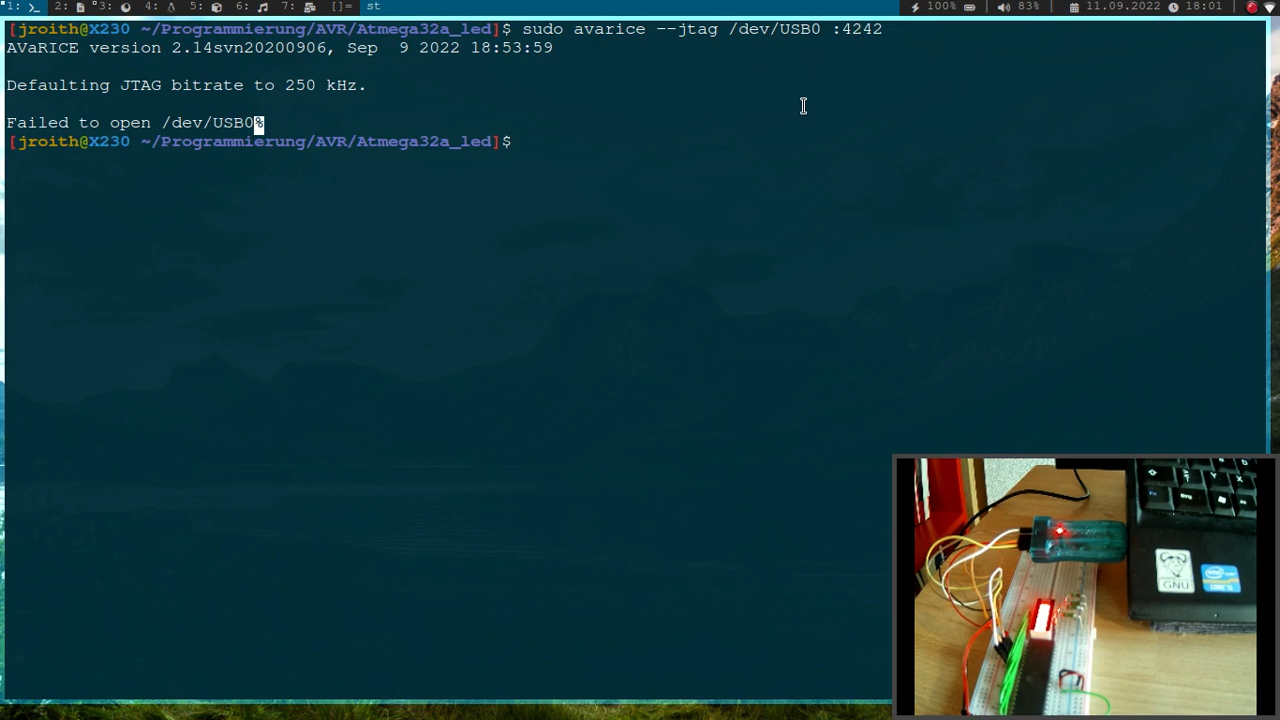 1: 2: 3: 4: 5: 6: 7: []= st 100% 83% 11.09.2022 18:01
[jroith@X230 ~/Programmierung/AVR/Atmega32a_led]$ sudo avarice --jtag /dev/USB0 :4242
AVaRICE version 2.14svn20200906, Sep  9 2022 18:53:59
Defaulting JTAG bitrate to 250 kHz.
Failed to open /dev/USB0%
[jroith@X230 ~/Programmierung/AVR/Atmega32a_led]$
GNU
intel